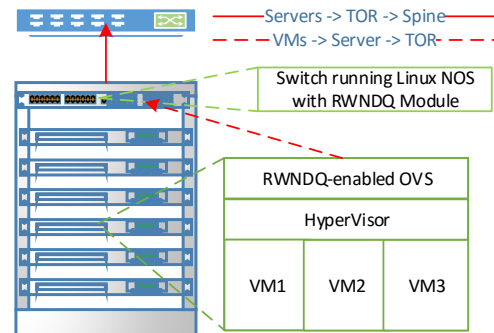 Servers -> TOR -> Spine
VMs -> Server -> TOR
Switch running Linux NOS
with RWNDQ Module
RWNDQ-enabled OVS
HyperVisor
VM1 VM2 VM3